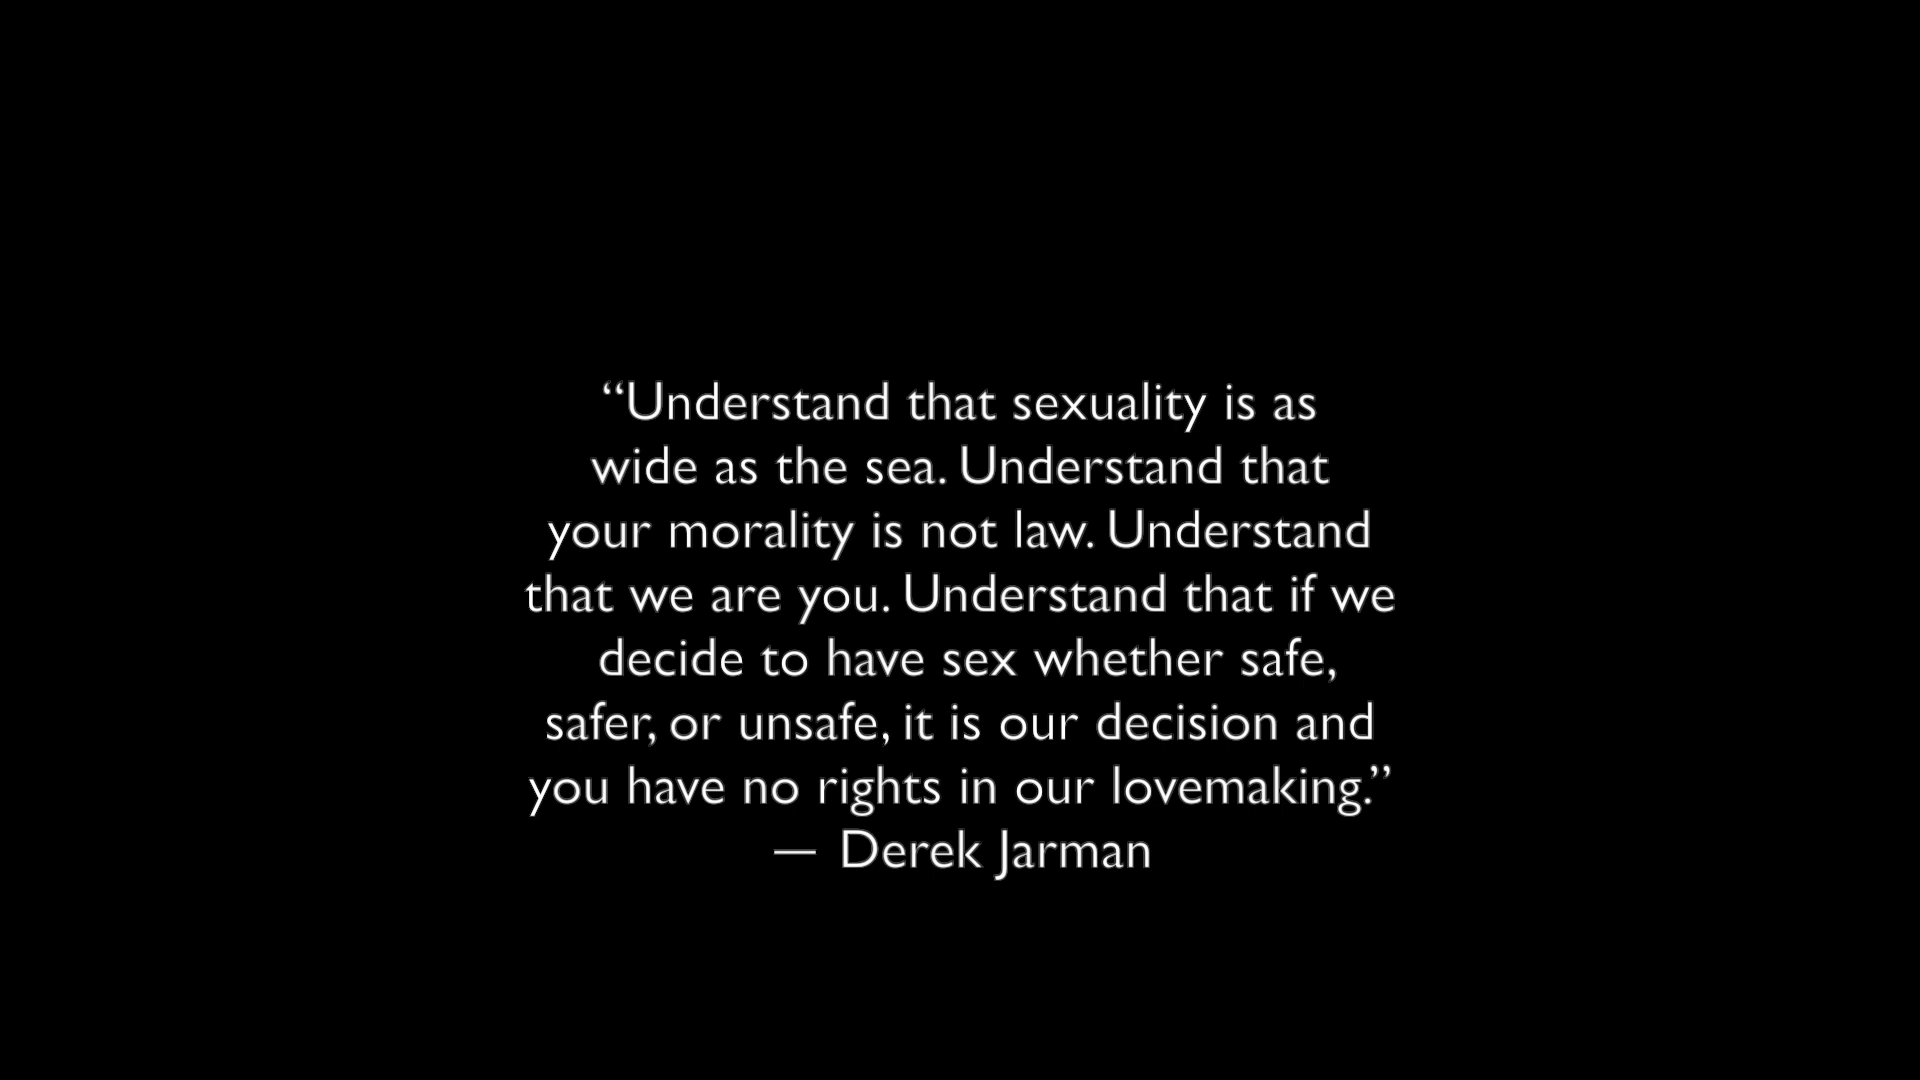 “Understand that sexuality is as
wide as the sea. Understand that
your morality is not law. Understand
that we are you. Understand that if we
decide to have sex whether safe,
safer, or unsafe, it is our decision and
you have no rights in our lovemaking.”
— Derek Jarman